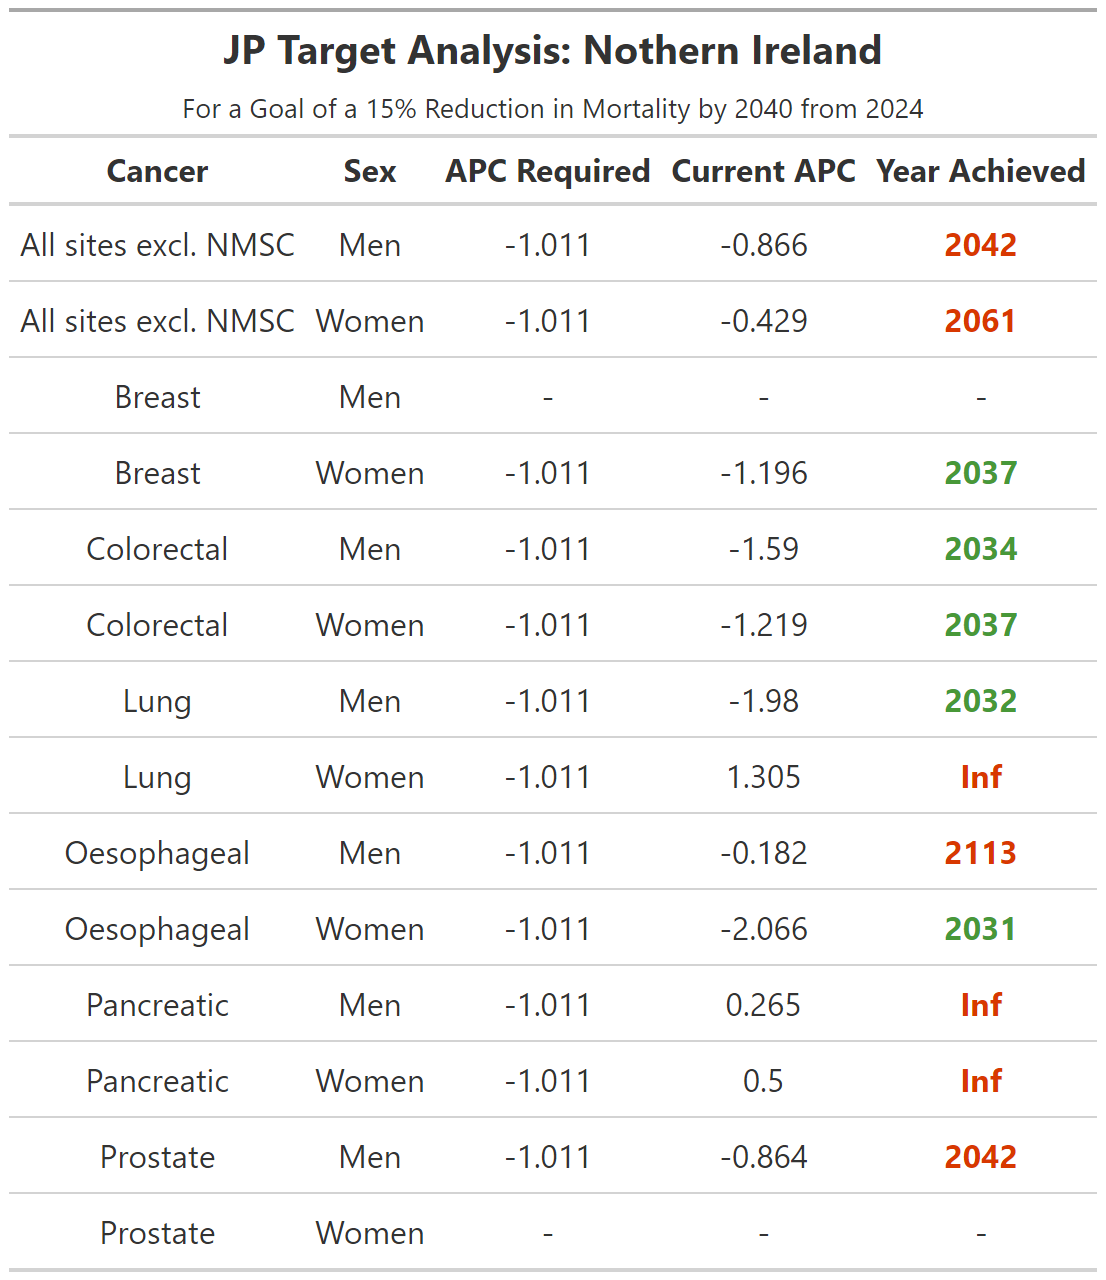 JP Target Analysis: Nothern Ireland
For a Goal of a 15% Reduction in Mortality by 2040 from 2024
Cancer Sex APC Required Current APC Year Achieved
All sites excl. NMSC Men -1.011 -0.866 2042
All sites excl. NMSC Women -1.011 -0.429 2061
Breast Men - - -
Breast Women -1.011 -1.196 2037
Colorectal Men -1.011 -1.59 2034
Colorectal Women -1.011 -1.219 2037
Lung Men -1.011 -1.98 2032
Lung Women -1.011 1.305 Inf
Oesophageal Men -1.011 -0.182 2113
Oesophageal Women -1.011 -2.066 2031
Pancreatic Men -1.011 0.265 Inf
Pancreatic Women -1.011 0.5 Inf
Prostate Men -1.011 -0.864 2042
Prostate Women - - -